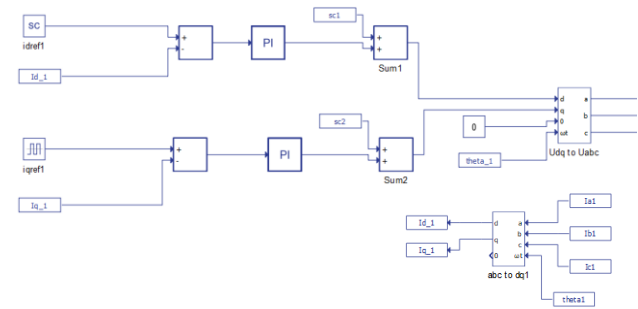 SC
idref1
Id_1
+
-
PI
sc1
+
+
Sum1
iqref1
Iq_1
+
-
PI
sc2
+
+
Sum2
0
theta_1
d
q
0
ωt
a
b
c
Udq to Uabc
Id_1
Iq_1
d
q
0
a
b
c
ωt
abc to dq1
Ia1
Ib1
Ic1
theta1